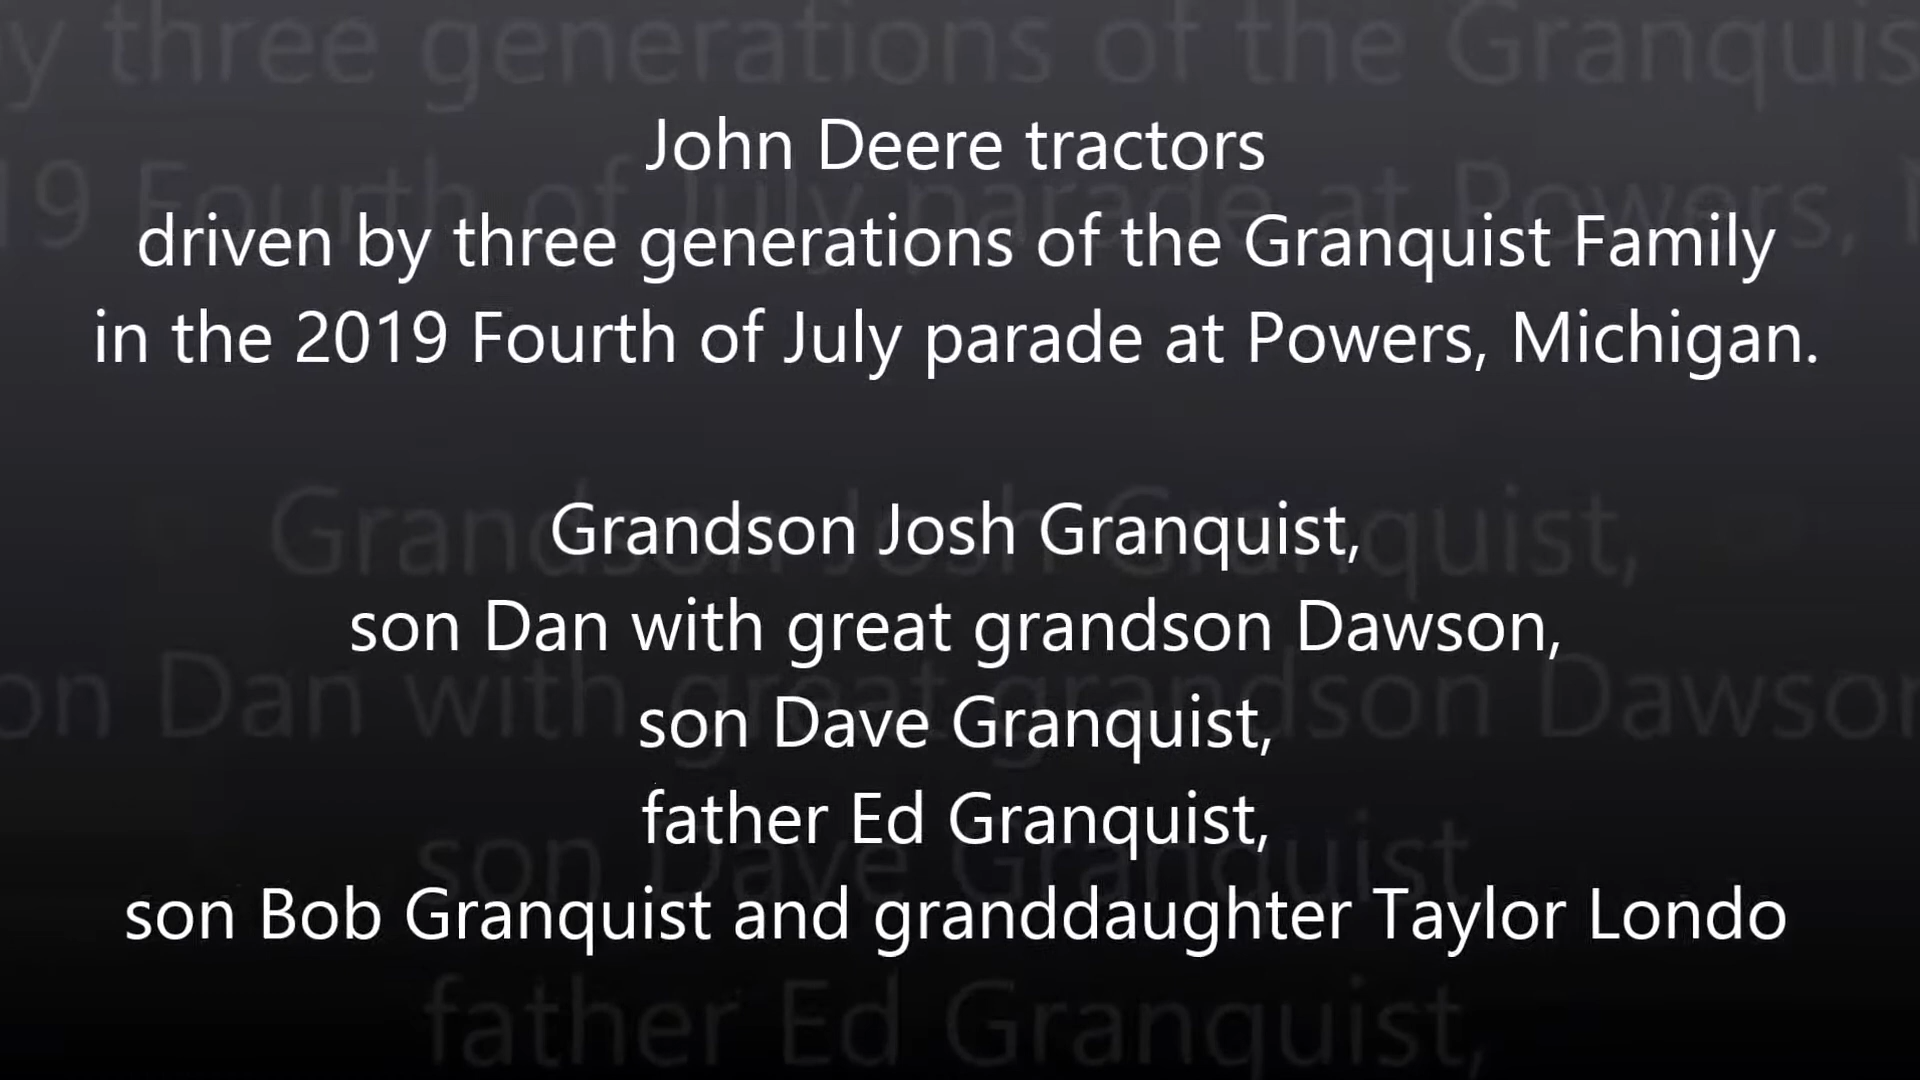 John Deere tractors
driven by three generations of the Granquist Family
in the 2019 Fourth of July parade at Powers, Michigan.
Grandson Josh Granquist,
son Dan with great grandson Dawson,
son Dave Granquist,
father Ed Granquist,
son Bob Granquist and granddaughter Taylor Londo